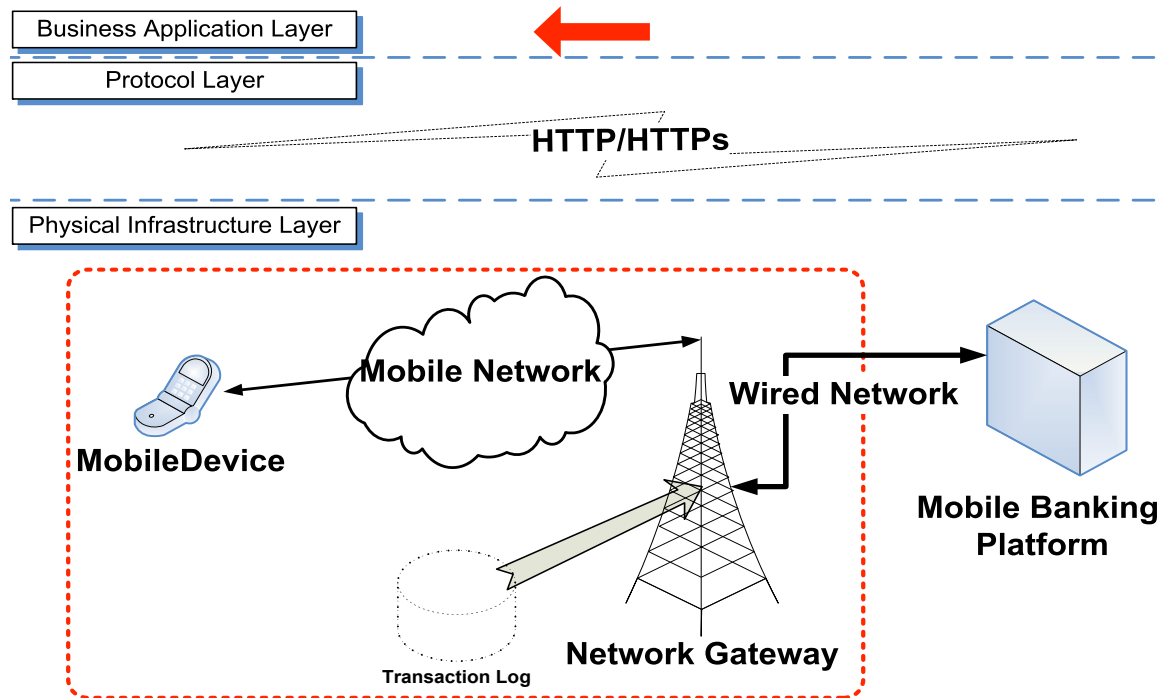 Business Application Layer
Protocol Layer
HTTP/HTTPs
Physical Infrastructure Layer
Mobile Network
Wired Network
MobileDevice
Mobile Banking
Platform
Network Gateway
Transaction Log